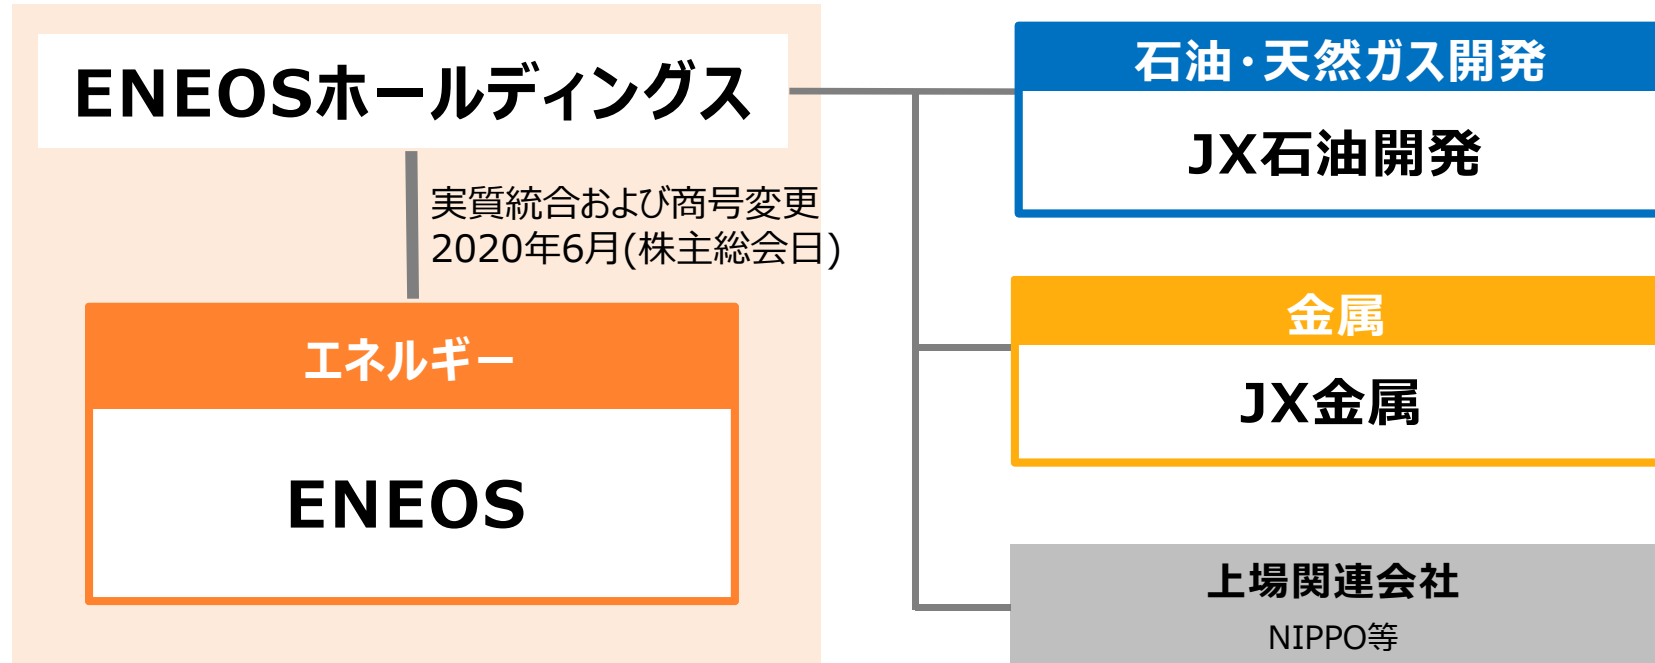 ENEOSホールディングス
実質統合および商号変更
2020年6月(株主総会日)
エネルギー
ENEOS
石油・天然ガス開発
JX石油開発
金属
JX金属
上場関連会社
NIPPO等